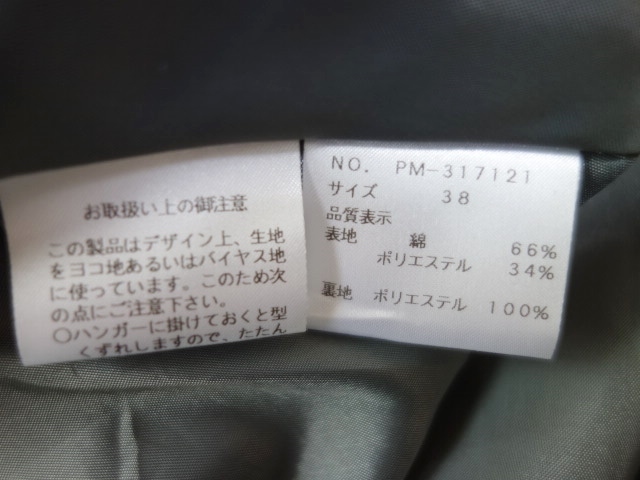 お取扱い上の御注意
この製品はデザイン上、生地
をヨコ地あるいはバイヤス地
に使っています。このため次
の点にご注意下さい。
○ハンガーに掛けておくと型
くずれしますので、たたん
NO. PM-317121
サイズ 38
品質表示
表地 綿 66%
ポリエステル 34%
裏地 ポリエステル 100%